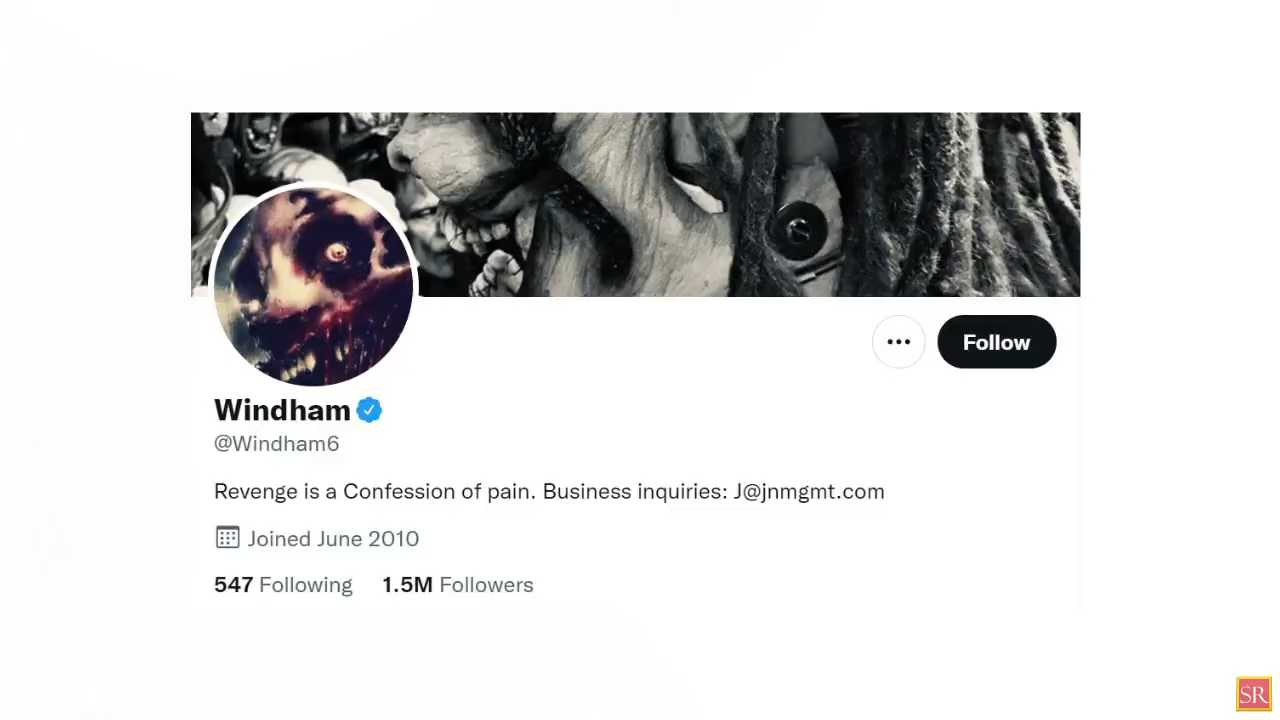 Follow
Windham
@Windham6
Revenge is a Confession of pain. Business inquiries: J@jnmgmt.com
Joined June 2010
547 Following 1.5M Followers
SR